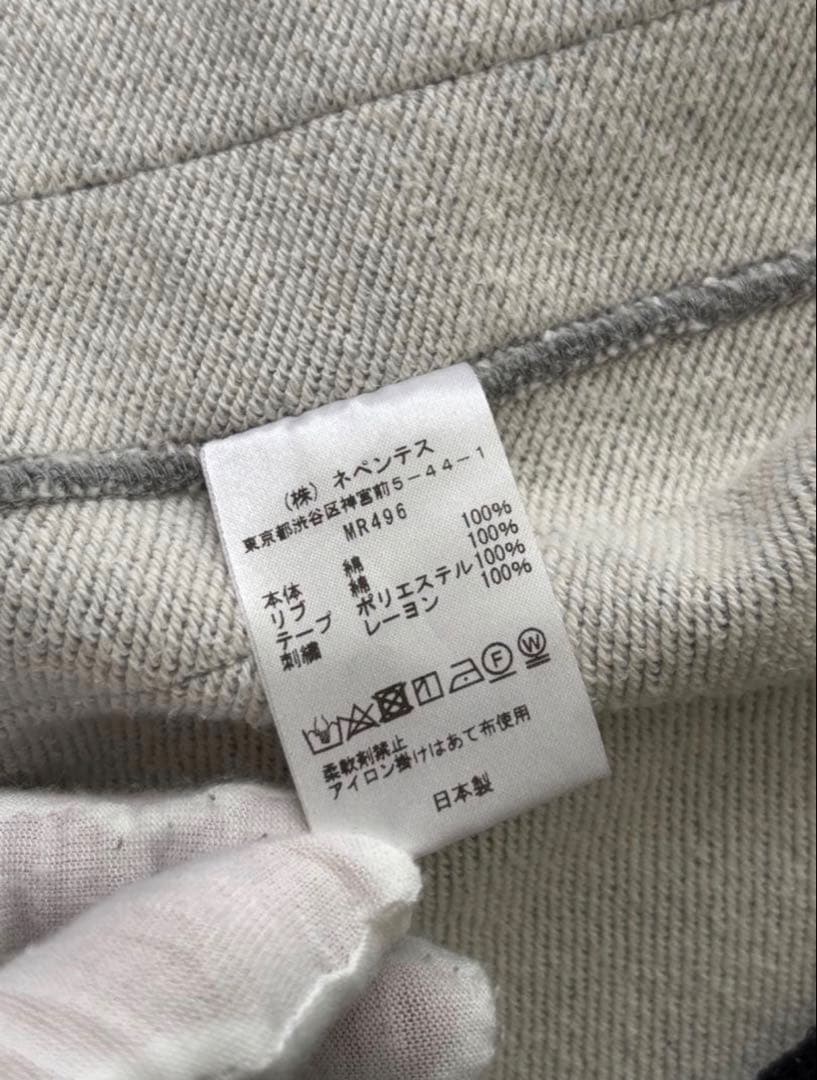 (株) ネペンテス
東京都渋谷区神宮前5-44-1
MR496
本体 綿 100%
リブ 綿 100%
テープ ポリエステル 100%
刺繍 レーヨン 100%
F W
柔軟剤禁止
アイロン掛けはあて布使用
日本製